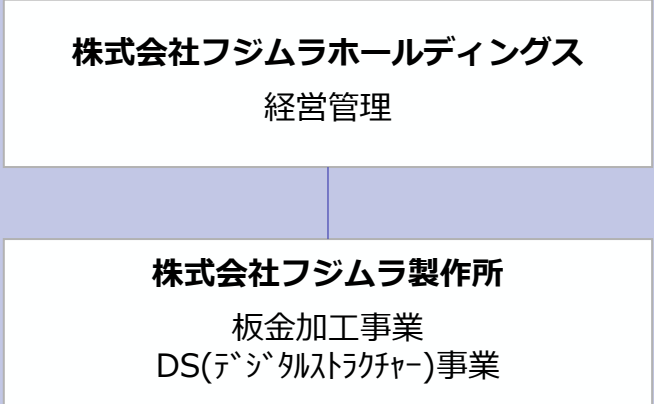 株式会社フジムラホールディングス
経営管理
株式会社フジムラ製作所
板金加工事業
DS(ﾃﾞｼﾞﾀﾙｽﾄﾗｸﾁｬｰ)事業